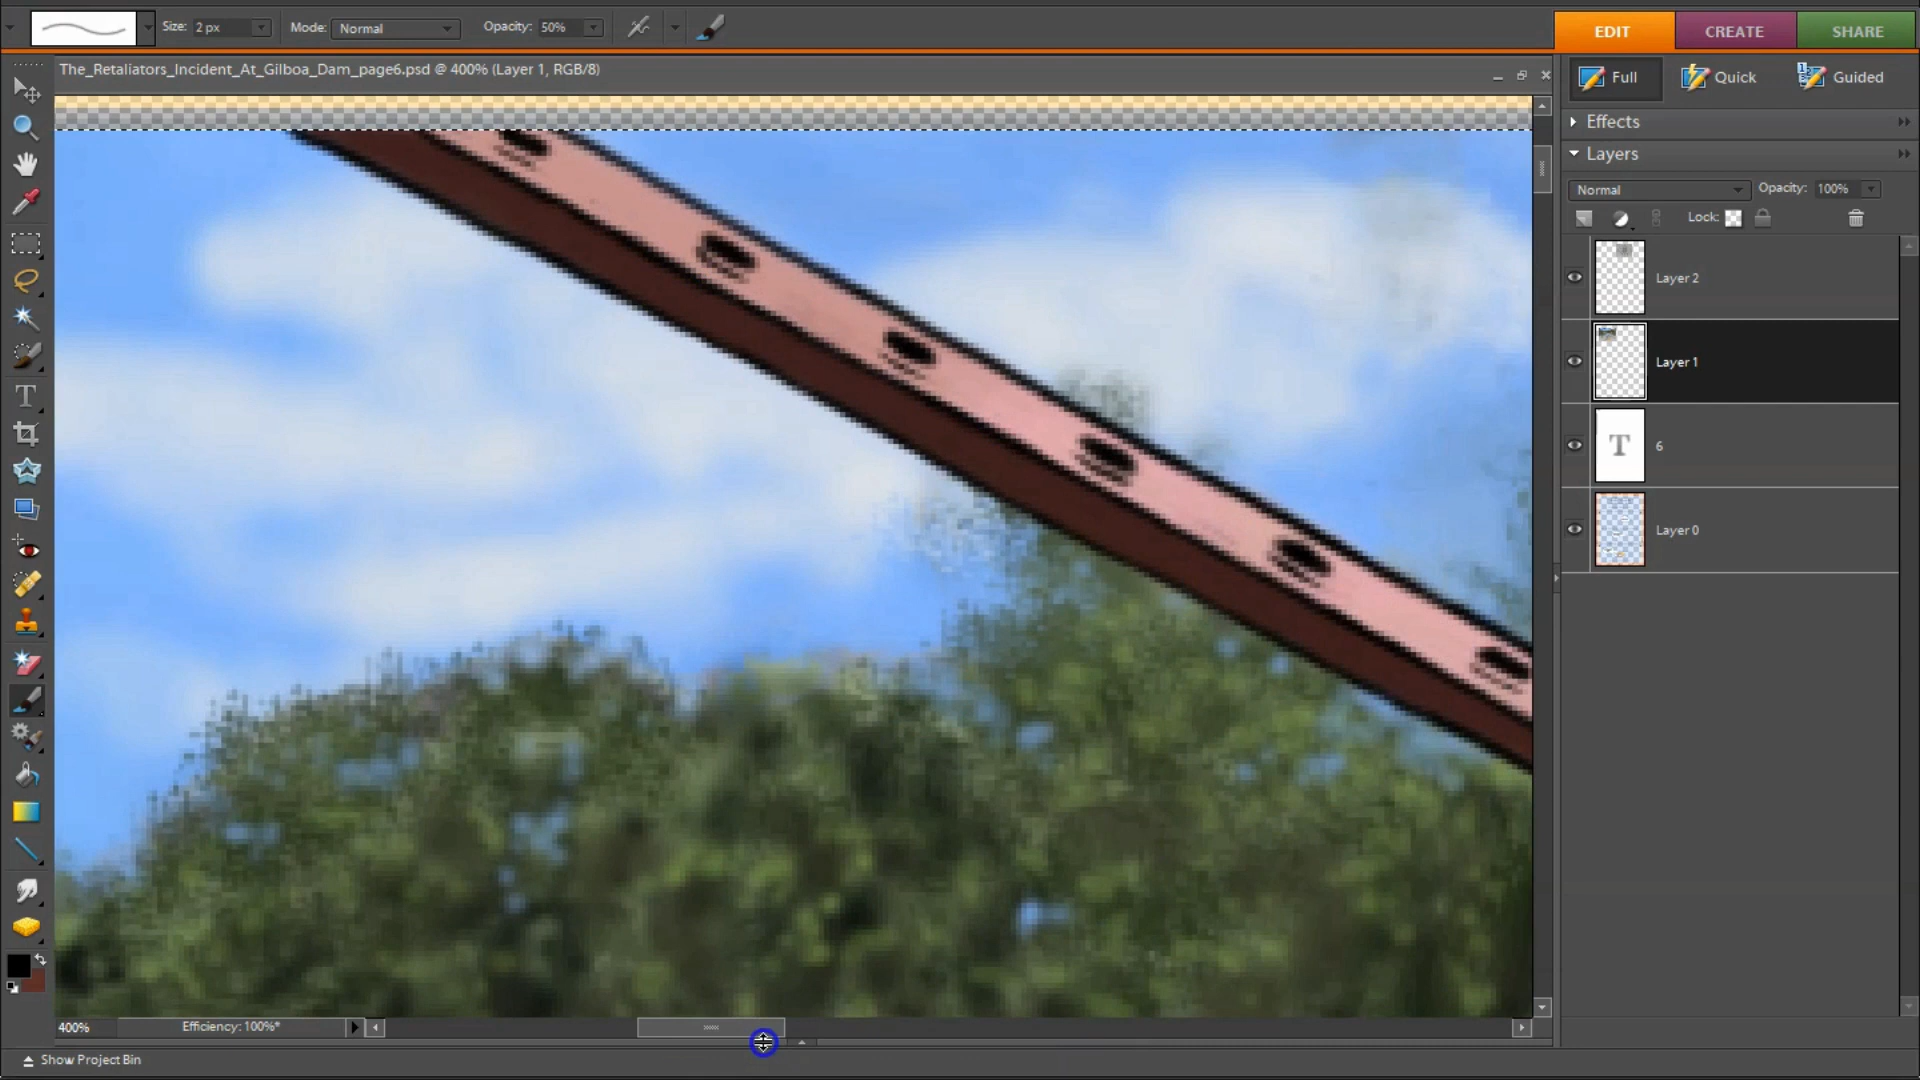 Size: 2 px Mode: Normal Opacity: 50%
EDIT CREATE SHARE
The_Retaliators_Incident_At_Gilboa_Dam_page6.psd @ 400% (Layer 1, RGB/8)
Full Quick Guided
Effects
Layers
Normal Opacity: 100%
Lock:
Layer 2
Layer 1
T 6
Layer 0
T
400% Efficiency: 100%*
Show Project Bin